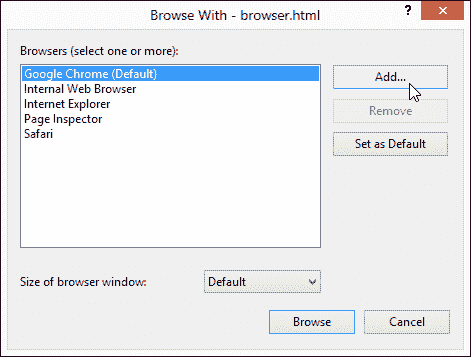 Browse With - browser.html
?
Browsers (select one or more):
Google Chrome (Default)
Internal Web Browser
Internet Explorer
Page Inspector
Safari
Add...
Remove
Set as Default
Size of browser window:
Default
Browse
Cancel